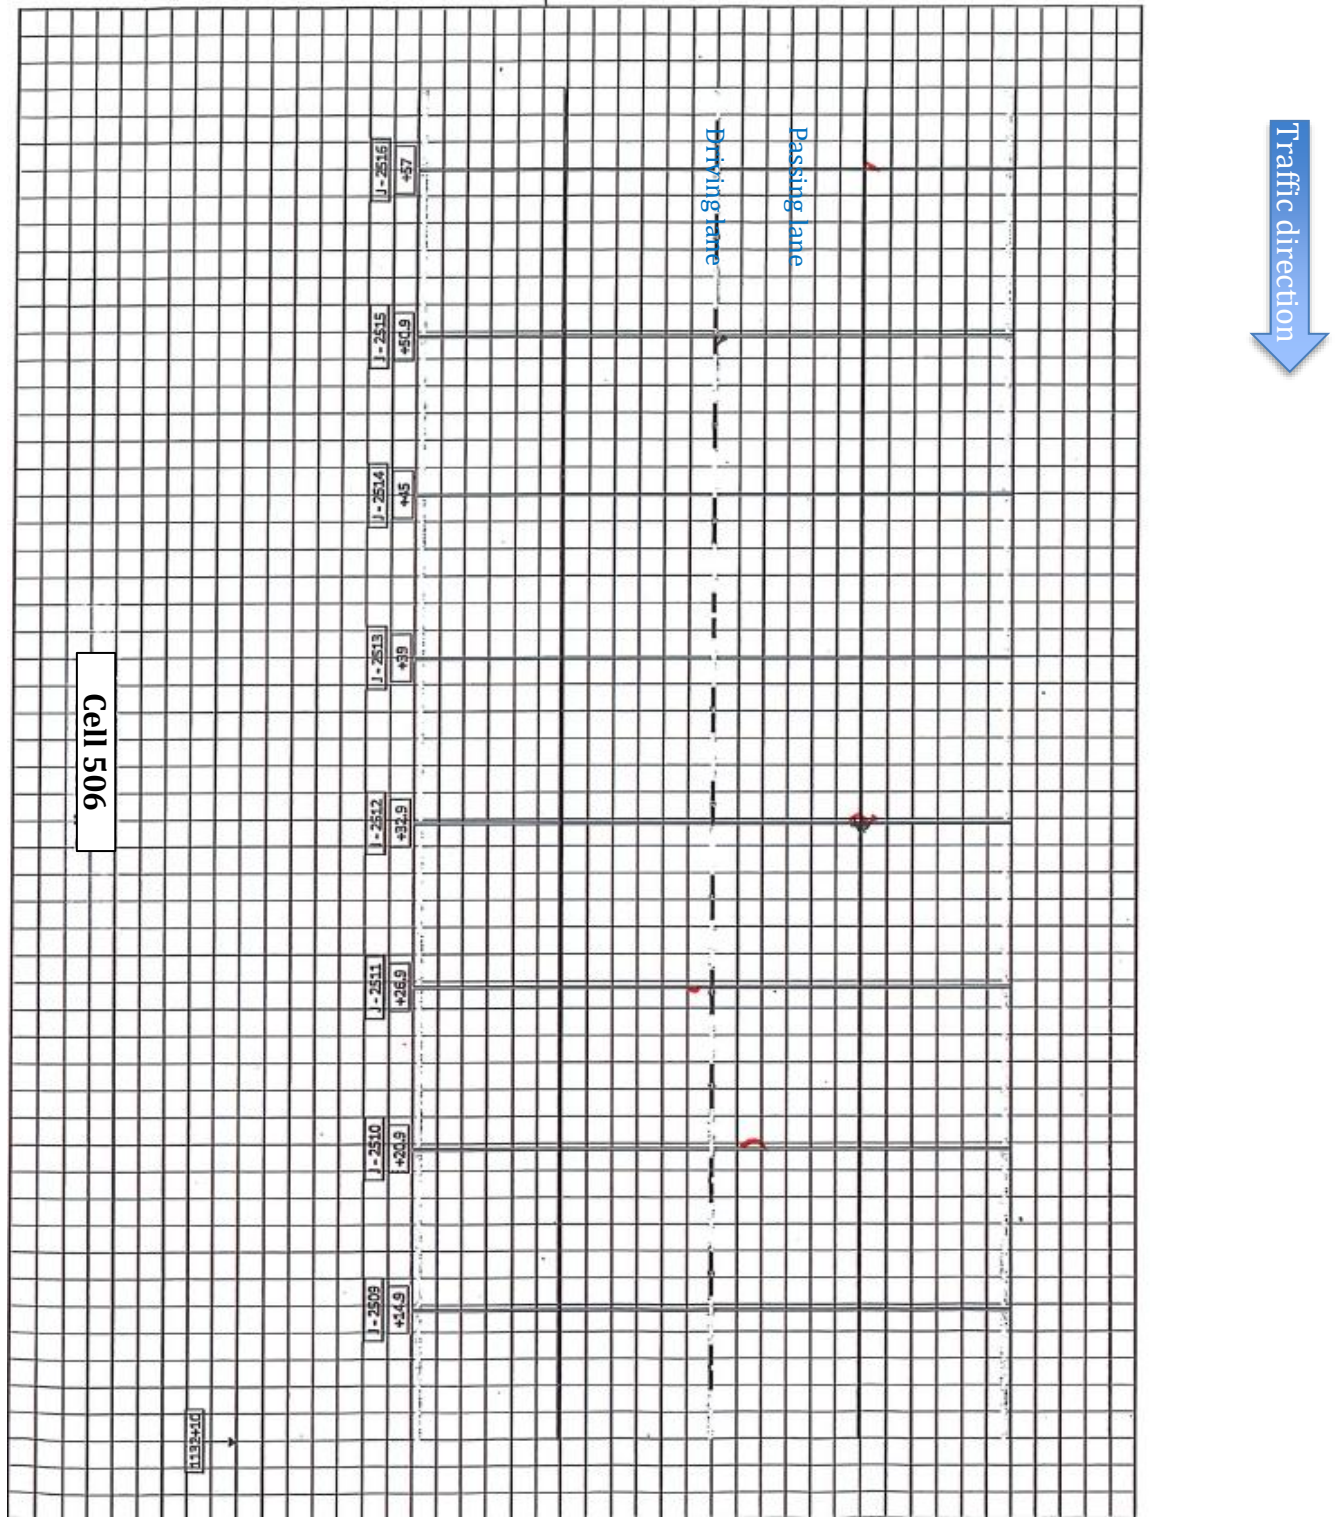 Traffic direction
Passing lane
Driving lane
J - 2516
+57
J - 2515
+50.9
J - 2514
+45
J - 2513
+39
J - 2512
+32.9
J - 2511
+26.9
J - 2510
+20.9
J - 2509
+14.9
1132+10
Cell 506